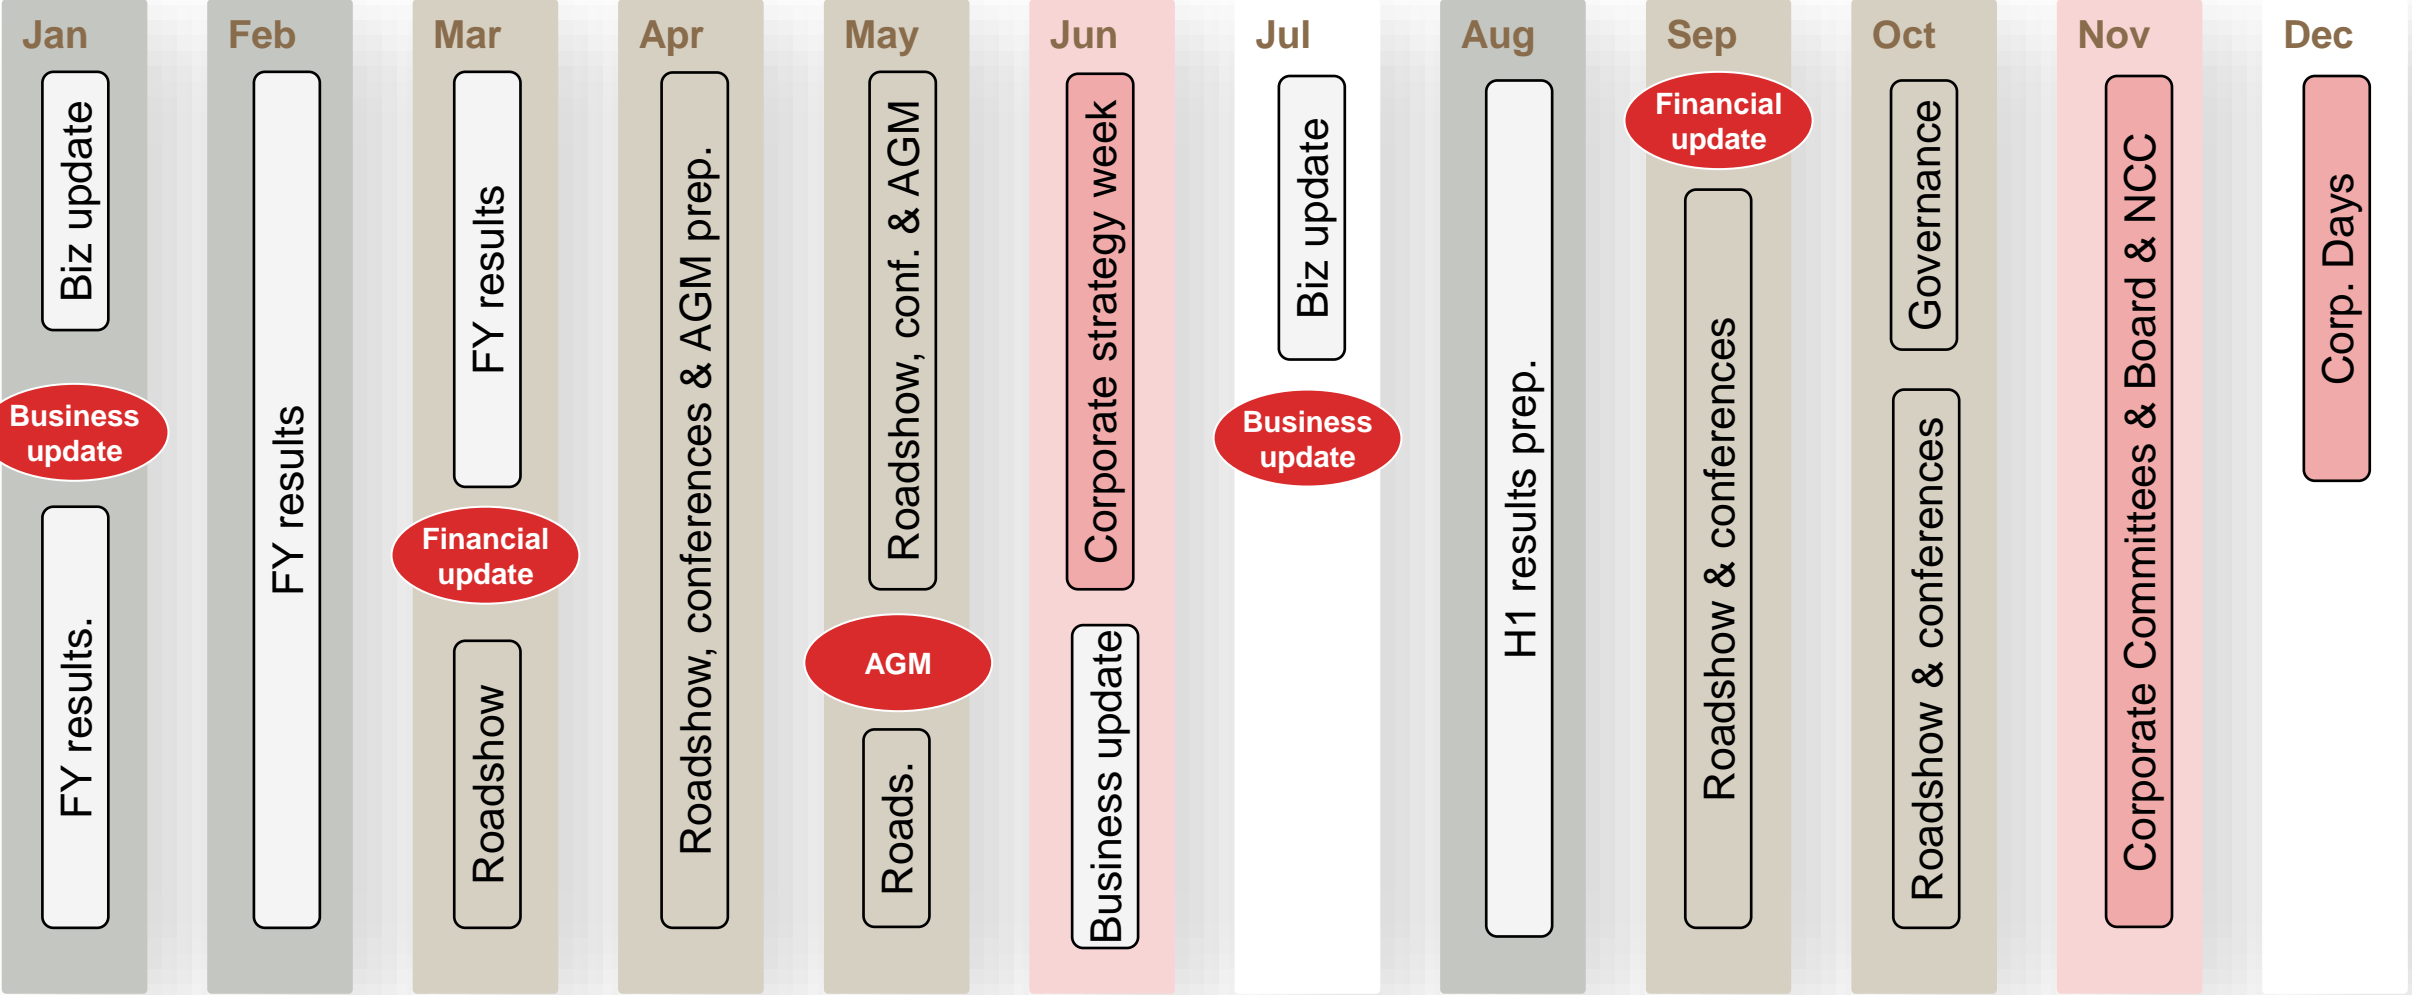 Jan
Biz update
Business
update
FY results.
Feb
FY results
Mar
FY results
Financial
update
Roadshow
Apr
Roadshow, conferences & AGM prep.
May
Roadshow, conf. & AGM
AGM
Roads.
Jun
Corporate strategy week
Business update
Jul
Biz update
Business
update
Aug
H1 results prep.
Sep
Financial
update
Roadshow & conferences
Oct
Governance
Roadshow & conferences
Nov
Corporate Committees & Board & NCC
Dec
Corp. Days